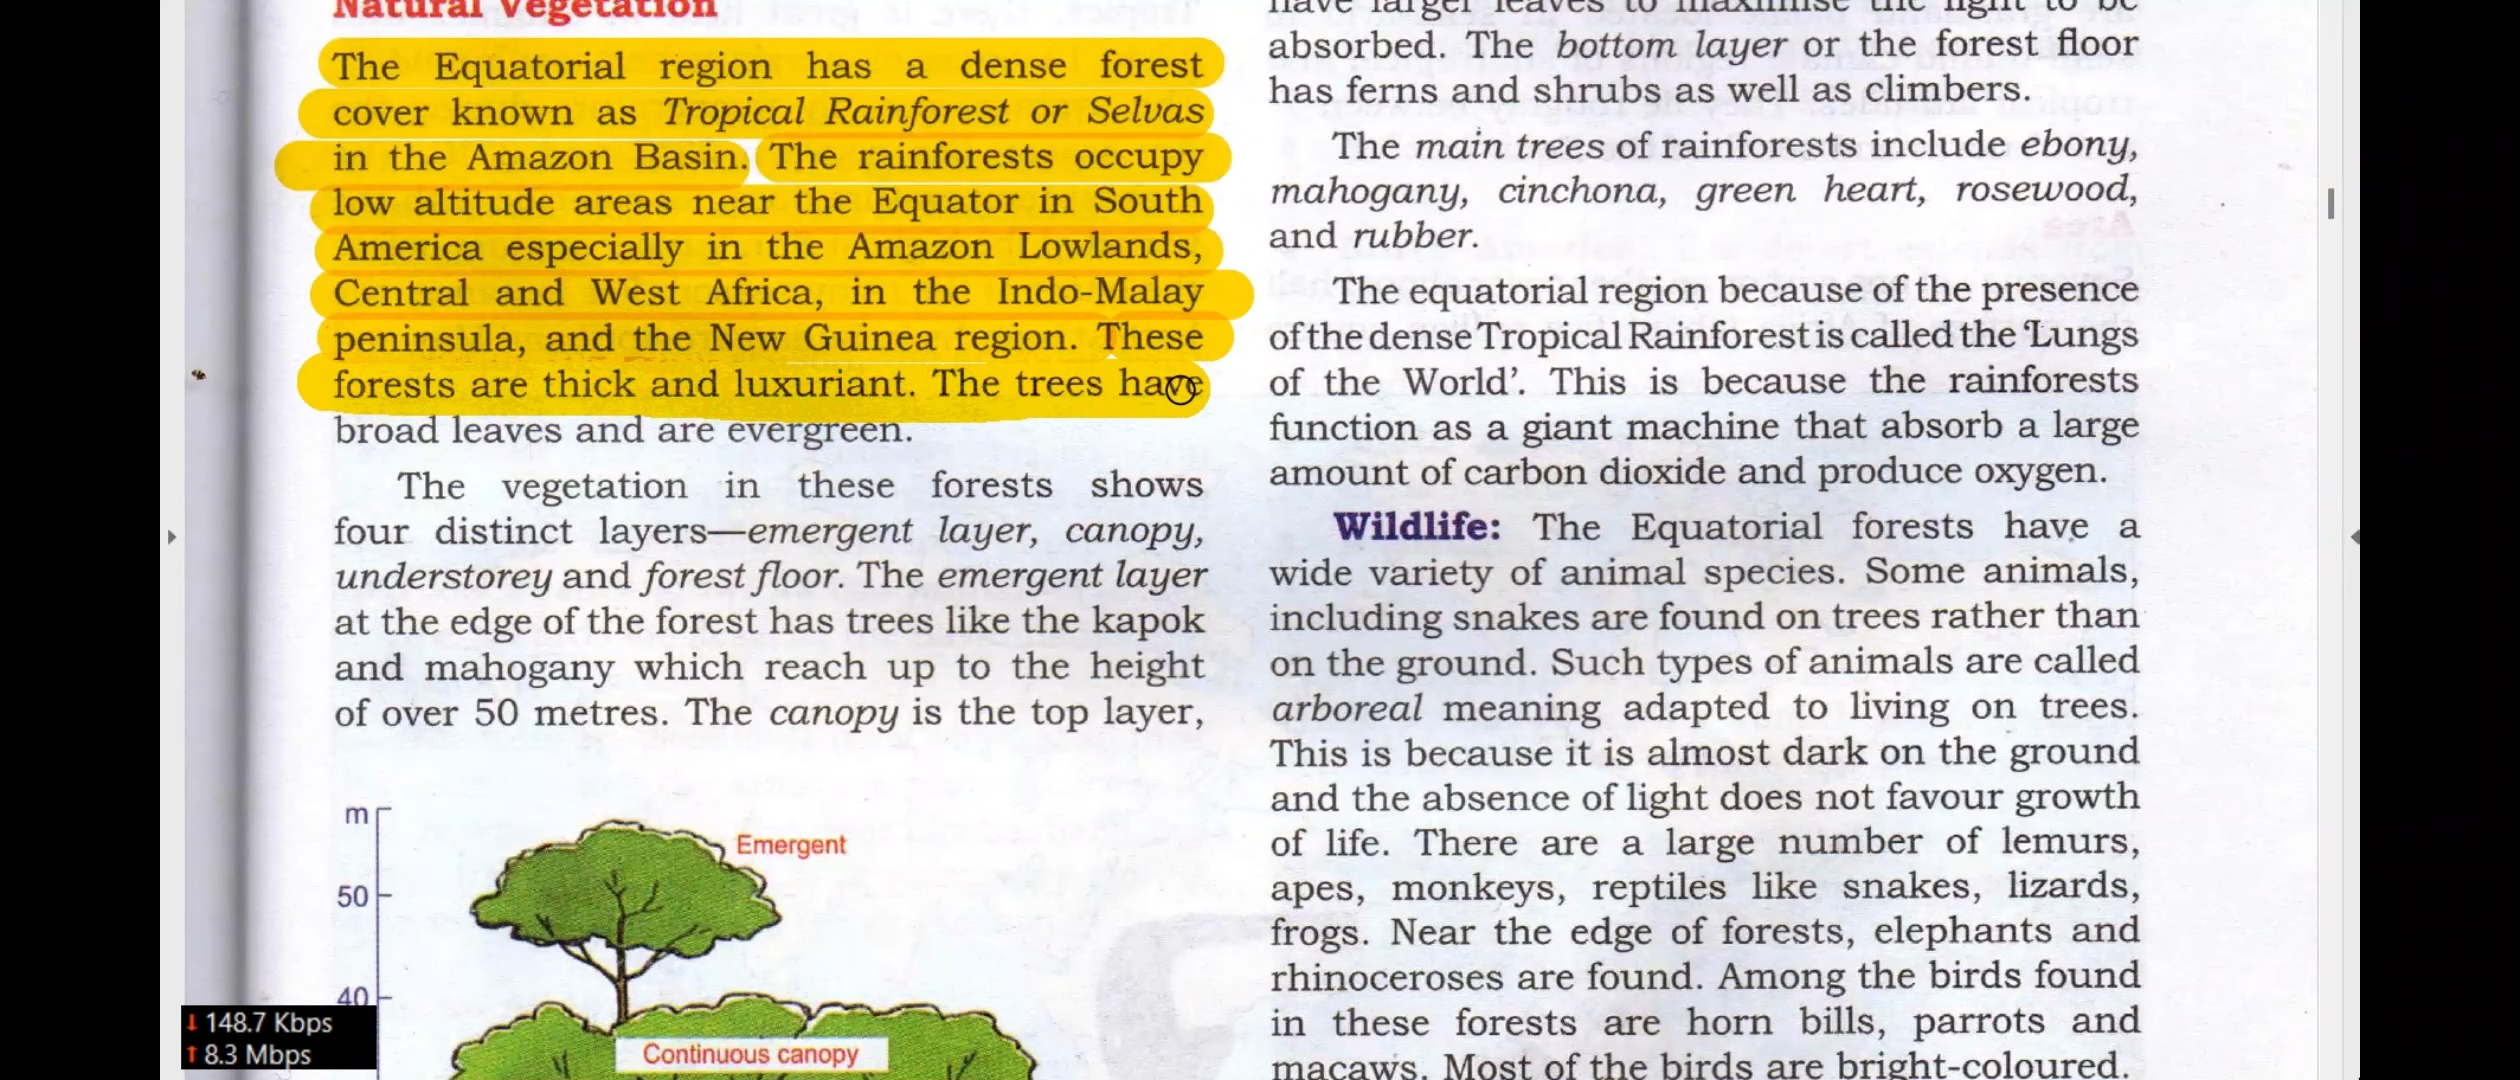 Natural Vegetation
The Equatorial region has a dense forest
cover known as Tropical Rainforest or Selvas
in the Amazon Basin. The rainforests occupy
low altitude areas near the Equator in South
America especially in the Amazon Lowlands,
Central and West Africa, in the Indo-Malay
peninsula, and the New Guinea region. These
forests are thick and luxuriant. The trees have
broad leaves and are evergreen.
The vegetation in these forests shows
four distinct layers—emergent layer, canopy,
understorey and forest floor. The emergent layer
at the edge of the forest has trees like the kapok
and mahogany which reach up to the height
of over 50 metres. The canopy is the top layer,
m
Emergent
50
40
Continuous canopy
148.7 Kbps
8.3 Mbps
have larger leaves to maximise the light to be
absorbed. The bottom layer or the forest floor
has ferns and shrubs as well as climbers.
The main trees of rainforests include ebony,
mahogany, cinchona, green heart, rosewood,
and rubber.
The equatorial region because of the presence
of the dense Tropical Rainforest is called the ‘Lungs
of the World’. This is because the rainforests
function as a giant machine that absorb a large
amount of carbon dioxide and produce oxygen.
Wildlife: The Equatorial forests have a
wide variety of animal species. Some animals,
including snakes are found on trees rather than
on the ground. Such types of animals are called
arboreal meaning adapted to living on trees.
This is because it is almost dark on the ground
and the absence of light does not favour growth
of life. There are a large number of lemurs,
apes, monkeys, reptiles like snakes, lizards,
frogs. Near the edge of forests, elephants and
rhinoceroses are found. Among the birds found
in these forests are horn bills, parrots and
macaws. Most of the birds are bright-coloured.